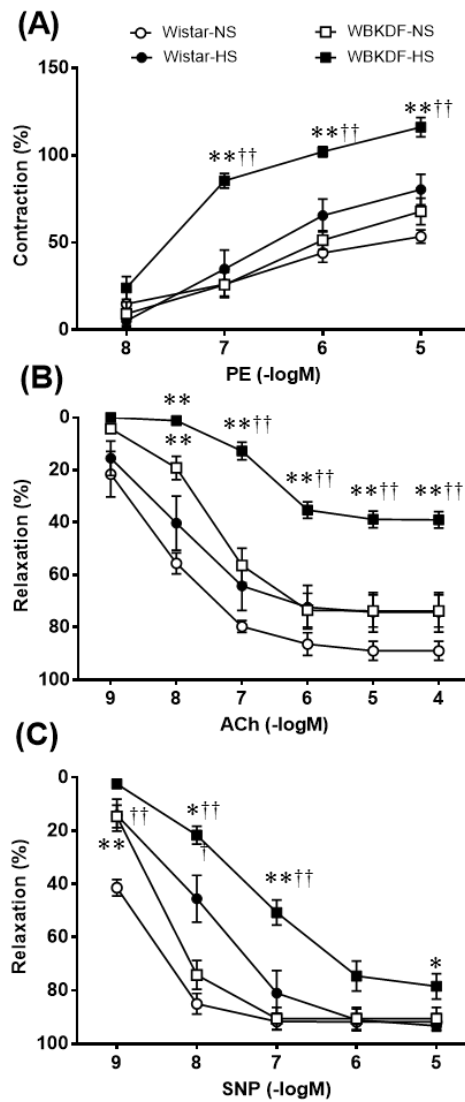 (A)
Wistar-NS WBKDF-NS
Wistar-HS WBKDF-HS
150
100
50
0
Contraction (%)
**††
**††
**††
8 7 6 5
PE (-logM)
(B)
0
20
40
60
80
100
Relaxation (%)
**
**
**††
**††
**††
**††
9 8 7 6 5 4
ACh (-logM)
(C)
0
20
40
60
80
100
Relaxation (%)
††
**
*††
†
**††
*
9 8 7 6 5
SNP (-logM)